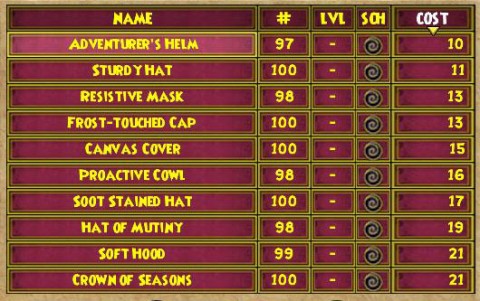 NAME # LVL SCH COST
ADVENTURER'S HELM 97 - 10
STURDY HAT 100 - 11
RESISTIVE MASK 98 - 13
FROST-TOUCHED CAP 100 - 13
CANVAS COVER 100 - 15
PROACTIVE COWL 98 - 16
SOOT STAINED HAT 100 - 17
HAT OF MUTINY 98 - 19
SOFT HOOD 99 - 21
CROWN OF SEASONS 100 - 21